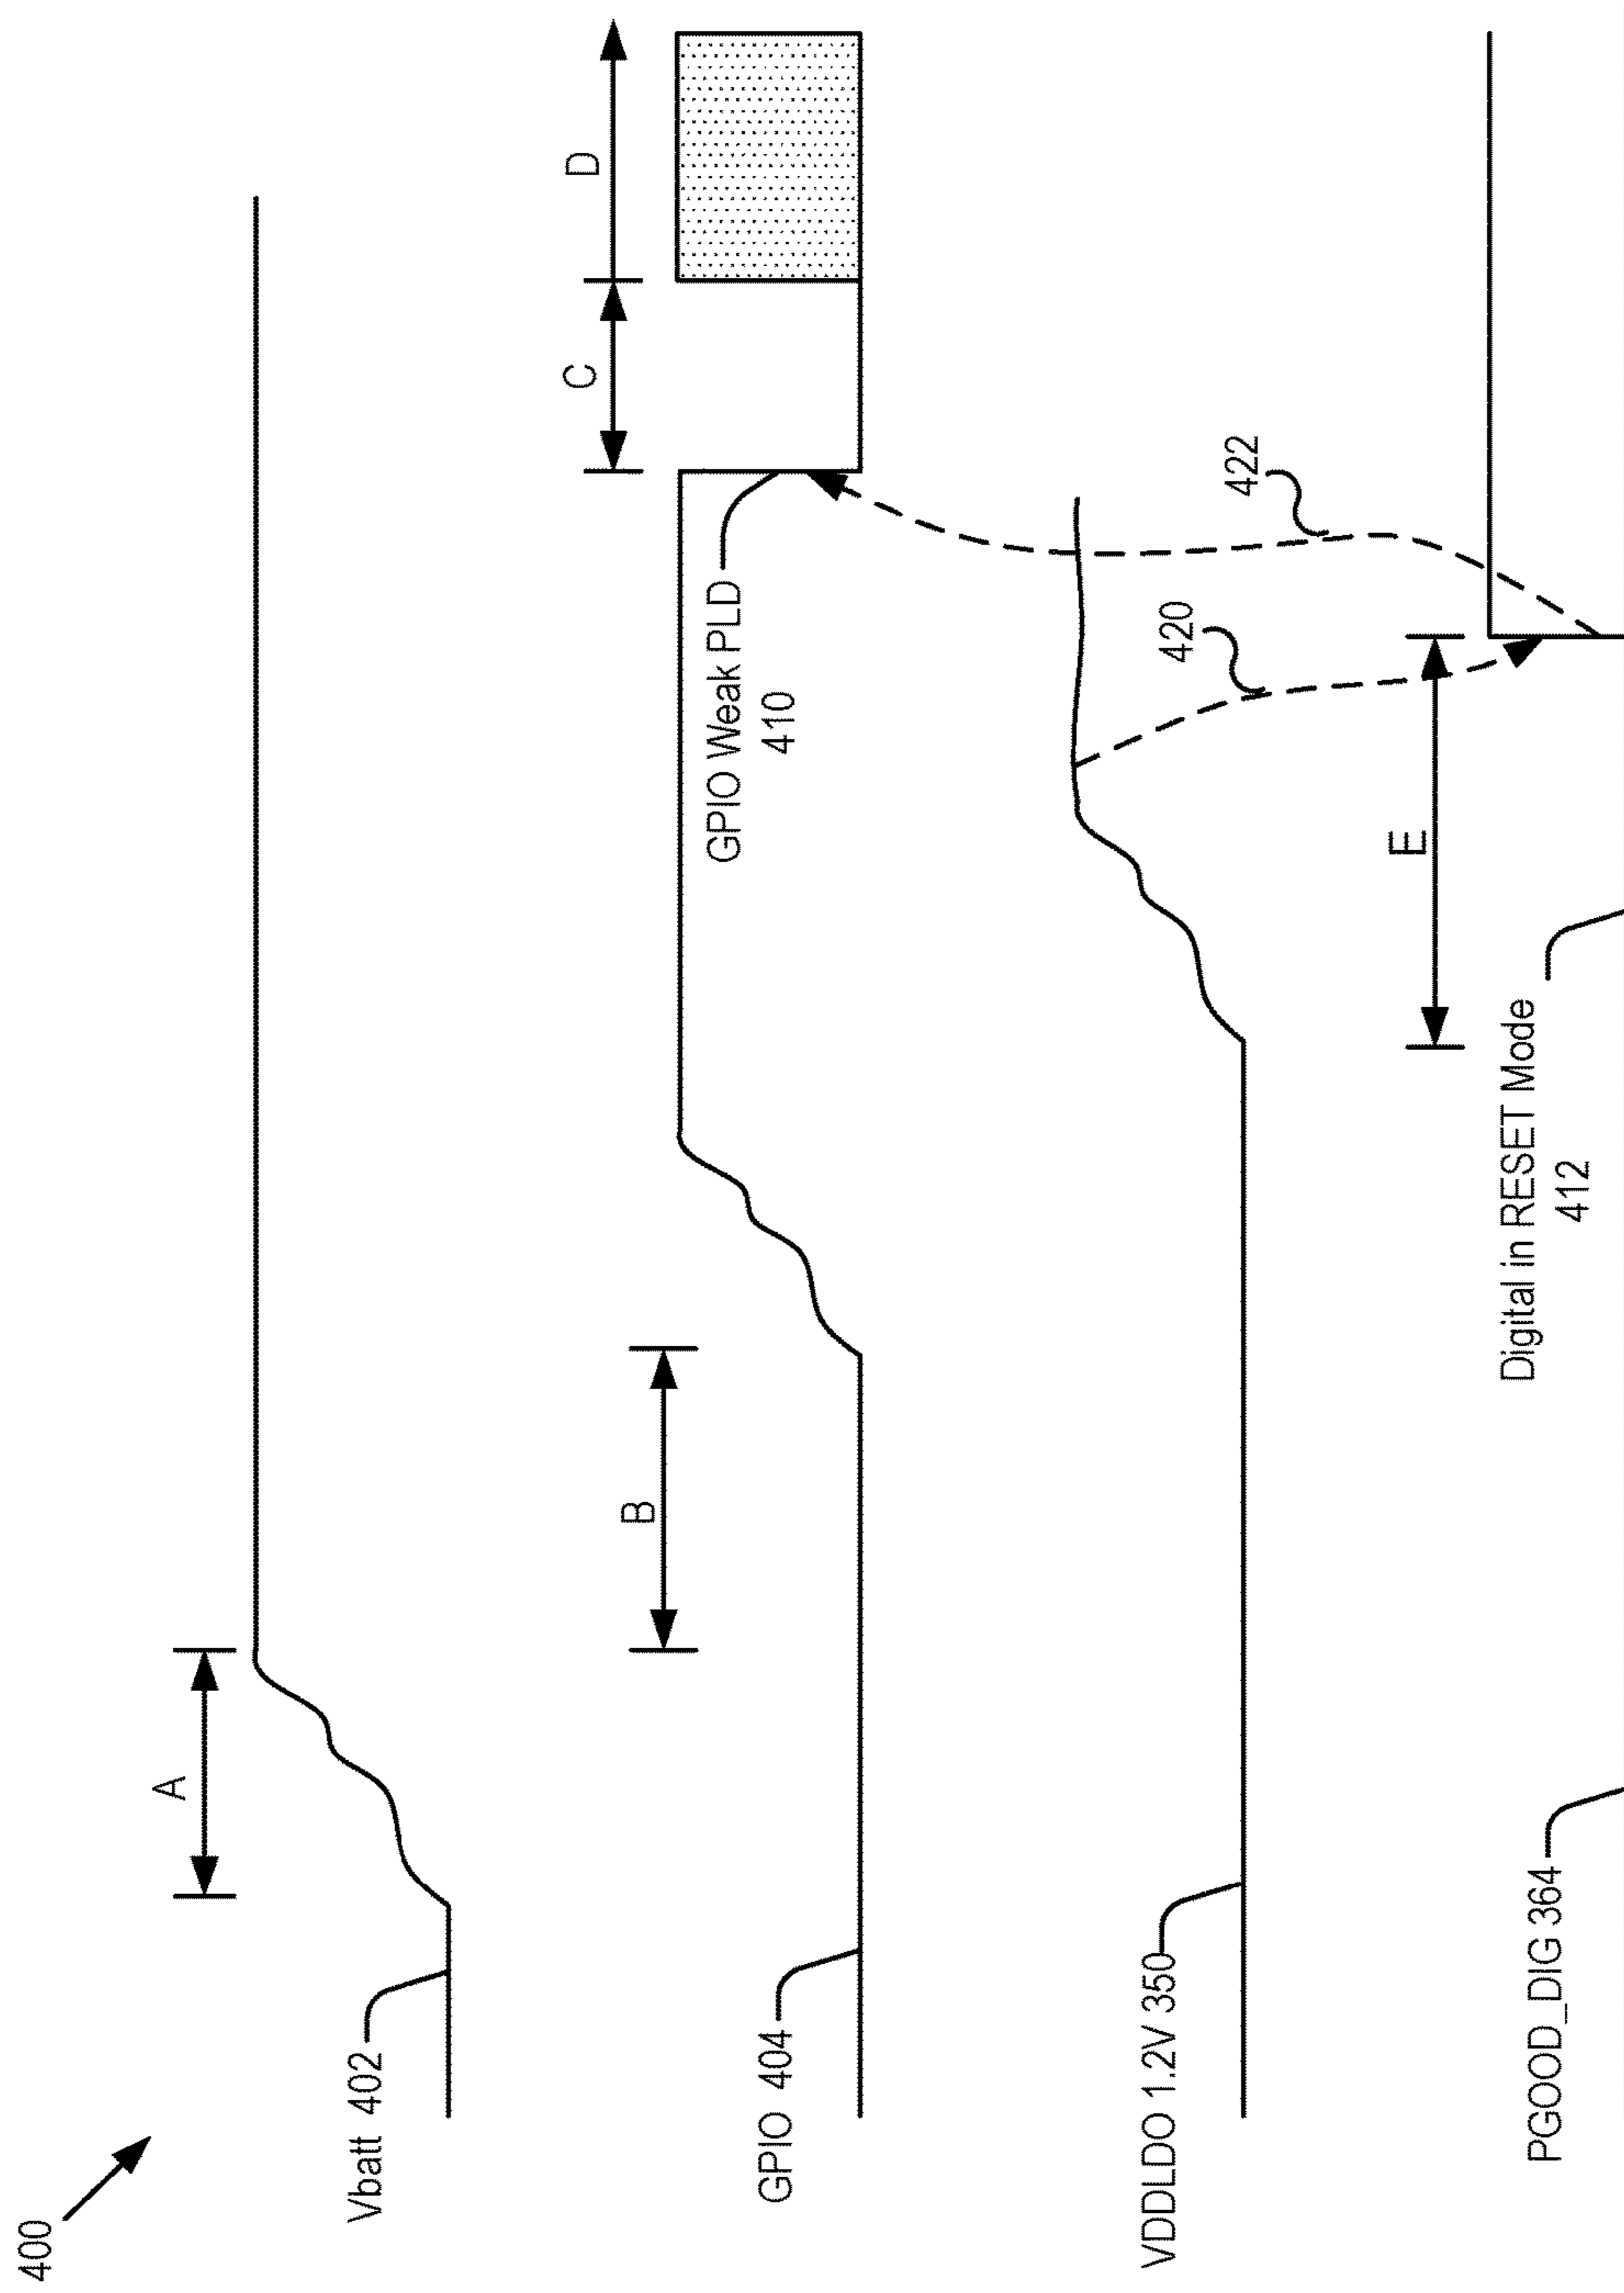 400
A
Vbatt 402
B
C
D
GPIO 404
GPIO Weak PLD
410
VDDLDO 1.2V 350
420
422
E
Digital in RESET Mode
412
PGOOD_DIG 364